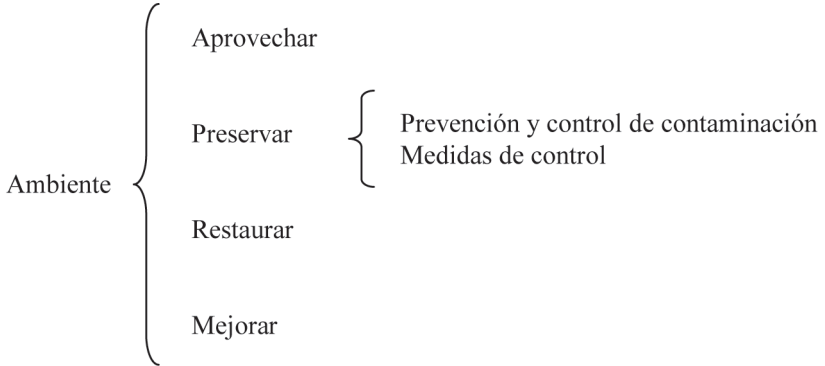 Ambiente
Aprovechar
Preservar
Prevención y control de contaminación
Medidas de control
Restaurar
Mejorar